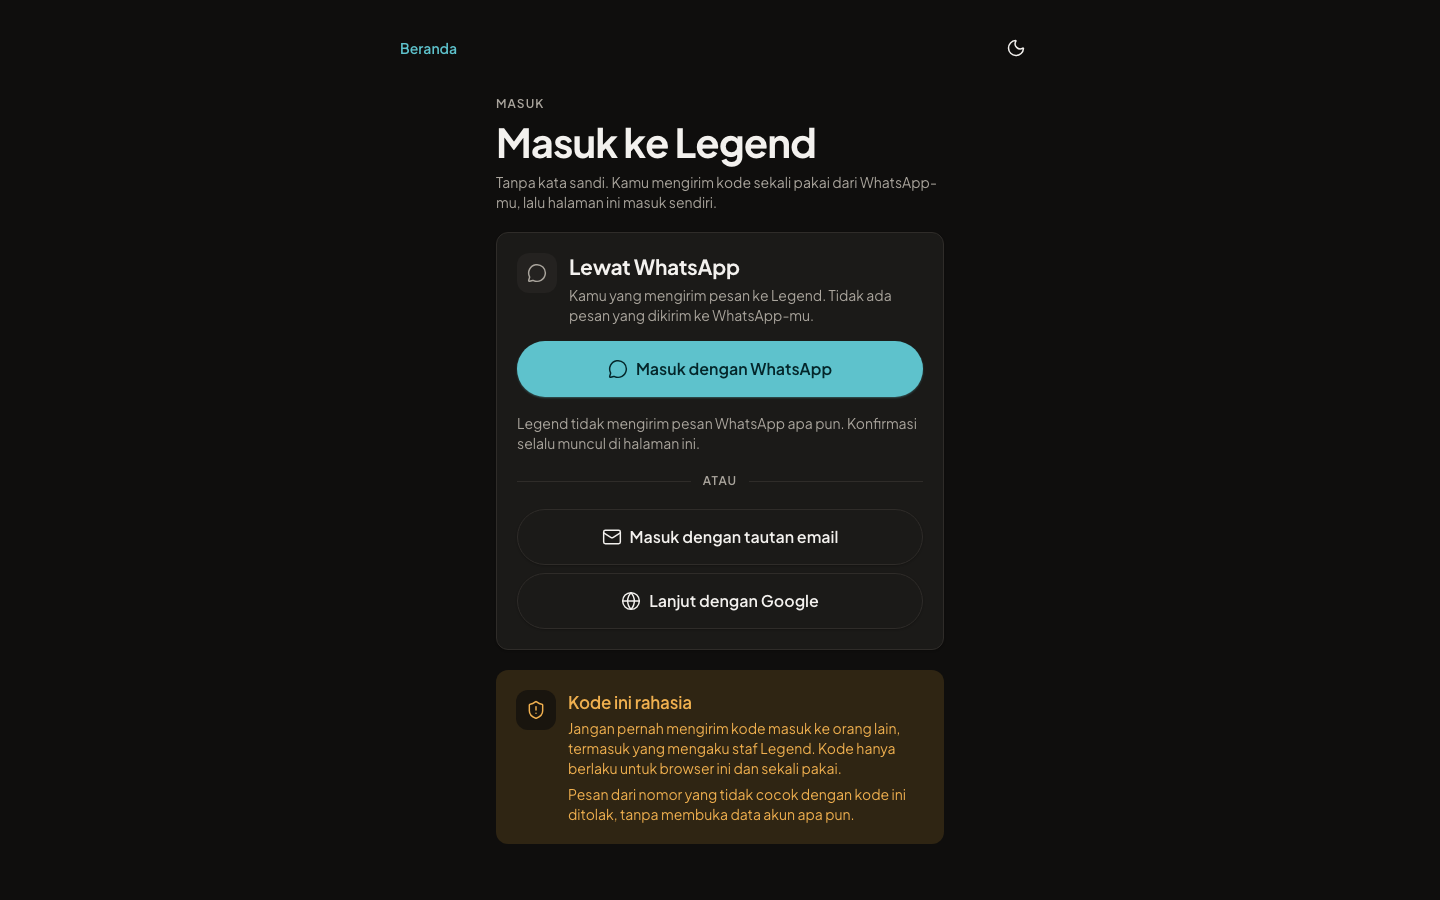 Beranda
MASUK
Masuk ke Legend
Tanpa kata sandi. Kamu mengirim kode sekali pakai dari WhatsApp-
mu, lalu halaman ini masuk sendiri.
Lewat WhatsApp
Kamu yang mengirim pesan ke Legend. Tidak ada
pesan yang dikirim ke WhatsApp-mu.
Masuk dengan WhatsApp
Legend tidak mengirim pesan WhatsApp apa pun. Konfirmasi
selalu muncul di halaman ini.
ATAU
Masuk dengan tautan email
Lanjut dengan Google
Kode ini rahasia
Jangan pernah mengirim kode masuk ke orang lain,
termasuk yang mengaku staf Legend. Kode hanya
berlaku untuk browser ini dan sekali pakai.
Pesan dari nomor yang tidak cocok dengan kode ini
ditolak, tanpa membuka data akun apa pun.